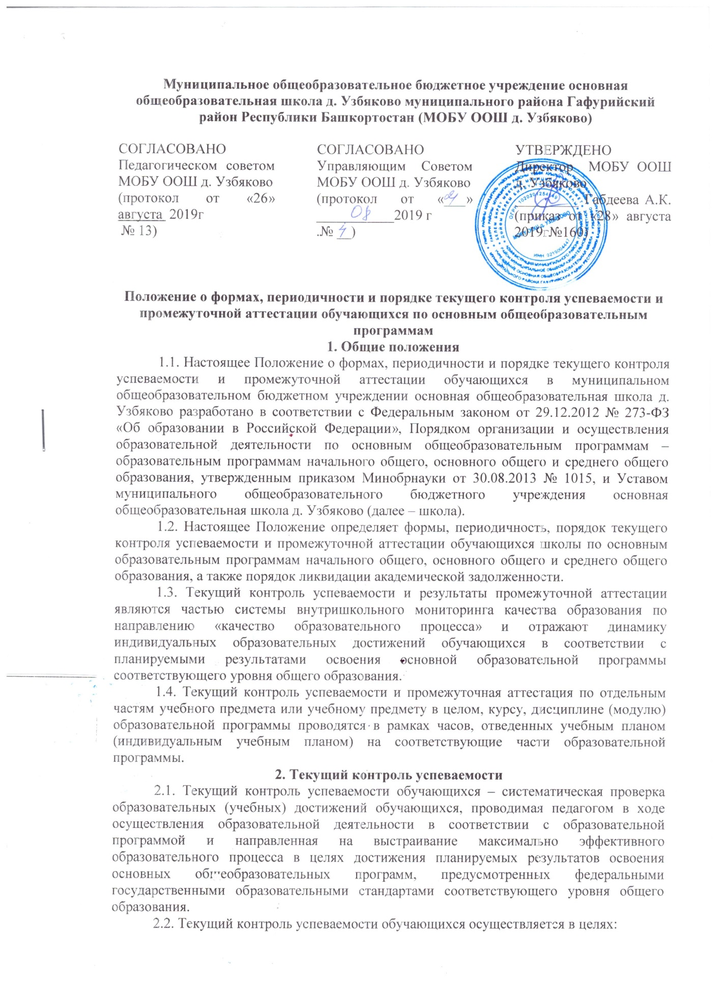 Муниципальное общеобразовательное бюджетное учреждение основная
общеобразовательная школа д. Узбяково муниципального района Гафурийский
район Республики Башкортостан (МОБУ ООШ д. Узбяково)
СОГЛАСОВАНО
Педагогическом советом
МОБУ ООШ д. Узбяково
(протокол от «26»
августа 2019г
№ 13)
СОГЛАСОВАНО
Управляющим Советом
МОБУ ООШ д. Узбяково
(протокол от «__»
08 2019 г
.№ 4)
УТВЕРЖДЕНО
Директор МОБУ ООШ
д. Узбяково
Габдеева А.К.
(приказ от «28» августа
2019г№160)
МОБУ ООШ д. УЗБЯКОВО
ИНН 0219004447
Положение о формах, периодичности и порядке текущего контроля успеваемости и
промежуточной аттестации обучающихся по основным общеобразовательным
программам
1. Общие положения
1.1. Настоящее Положение о формах, периодичности и порядке текущего контроля
успеваемости и промежуточной аттестации обучающихся в муниципальном
общеобразовательном бюджетном учреждении основная общеобразовательная школа д.
Узбяково разработано в соответствии с Федеральным законом от 29.12.2012 № 273-ФЗ
«Об образовании в Российской Федерации», Порядком организации и осуществления
образовательной деятельности по основным общеобразовательным программам –
образовательным программам начального общего, основного общего и среднего общего
образования, утвержденным приказом Минобрнауки от 30.08.2013 № 1015, и Уставом
муниципального общеобразовательного бюджетного учреждения основная
общеобразовательная школа д. Узбяково (далее – школа).
1.2. Настоящее Положение определяет формы, периодичность, порядок текущего
контроля успеваемости и промежуточной аттестации обучающихся школы по основным
образовательным программам начального общего, основного общего и среднего общего
образования, а также порядок ликвидации академической задолженности.
1.3. Текущий контроль успеваемости и результаты промежуточной аттестации
являются частью системы внутришкольного мониторинга качества образования по
направлению «качество образовательного процесса» и отражают динамику
индивидуальных образовательных достижений обучающихся в соответствии с
планируемыми результатами освоения основной образовательной программы
соответствующего уровня общего образования.
1.4. Текущий контроль успеваемости и промежуточная аттестация по отдельным
частям учебного предмета или учебному предмету в целом, курсу, дисциплине (модулю)
образовательной программы проводятся в рамках часов, отведенных учебным планом
(индивидуальным учебным планом) на соответствующие части образовательной
программы.
2. Текущий контроль успеваемости
2.1. Текущий контроль успеваемости обучающихся – систематическая проверка
образовательных (учебных) достижений обучающихся, проводимая педагогом в ходе
осуществления образовательной деятельности в соответствии с образовательной
программой и направленная на выстраивание максимально эффективного
образовательного процесса в целях достижения планируемых результатов освоения
основных общеобразовательных программ, предусмотренных федеральными
государственными образовательными стандартами соответствующего уровня общего
образования.
2.2. Текущий контроль успеваемости обучающихся осуществляется в целях: